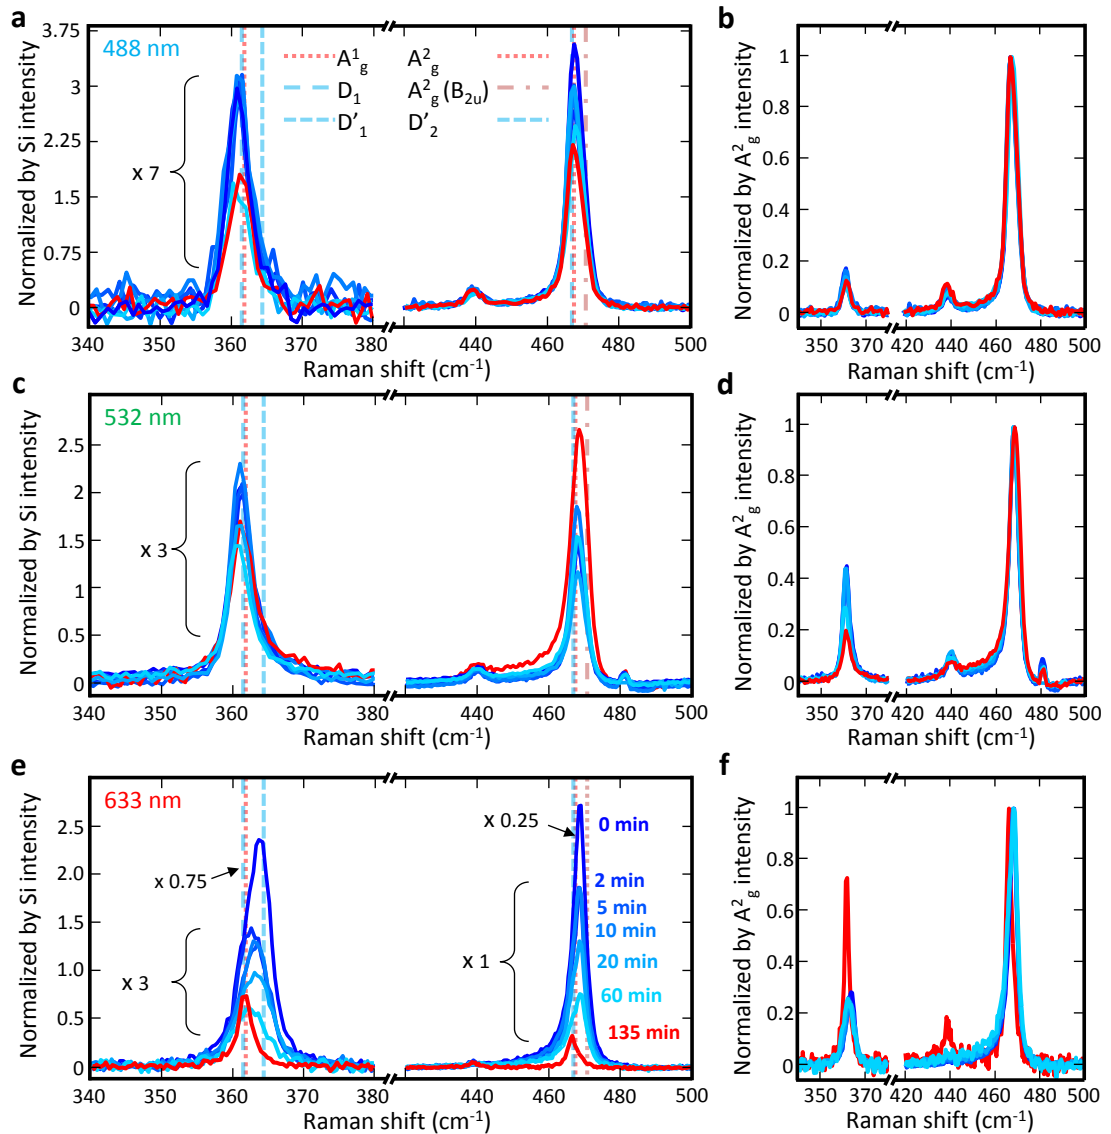 a
488 nm
Normalized by Si intensity
3.75
3
2.25
1.5
0.75
0
x 7
A¹g
D₁
D'₁
A²g
A²g (B₂ᵤ)
D'₂
340 350 360 370 380 440 460 480 500
Raman shift (cm⁻¹)
b
Normalized by A²g intensity
1
0.8
0.6
0.4
0.2
0
350 370 420 440 460 480
Raman shift (cm⁻¹)
c
532 nm
Normalized by Si intensity
2.5
2
1.5
1
0.5
0
x 3
340 350 360 370 380 440 460 480 500
Raman shift (cm⁻¹)
d
Normalized by A²g intensity
1
0.8
0.6
0.4
0.2
0
350 370 420 440 460 480
Raman shift (cm⁻¹)
e
633 nm
Normalized by Si intensity
2.5
2.0
1.5
1.0
0.5
0
x 0.75
x 3
x 0.25
x 1
0 min
2 min
5 min
10 min
20 min
60 min
135 min
340 350 360 370 380 440 460 480 500
Raman shift (cm⁻¹)
f
Normalized by A²g intensity
1
0.8
0.6
0.4
0.2
0
350 370 420 440 460 480
Raman shift (cm⁻¹)